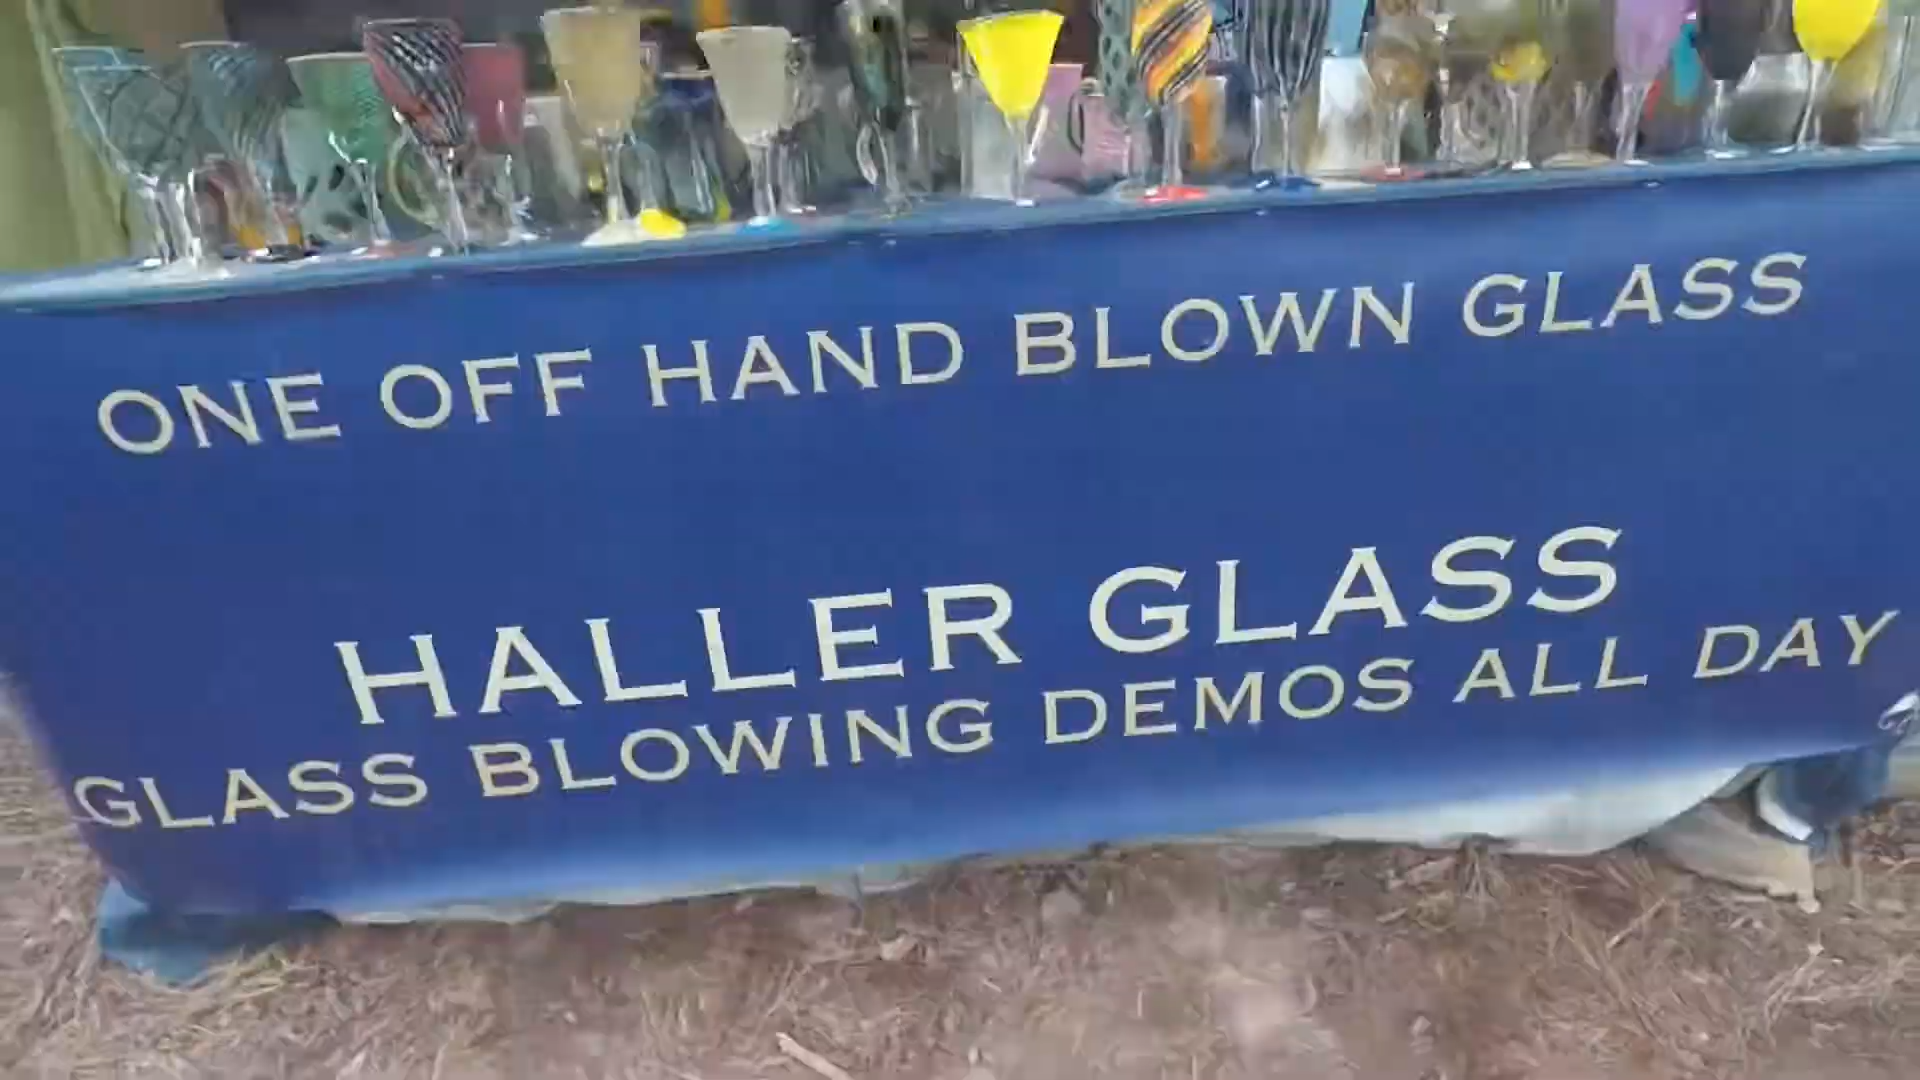 ONE OFF HAND BLOWN GLASS
HALLER GLASS
GLASS BLOWING DEMOS ALL DAY